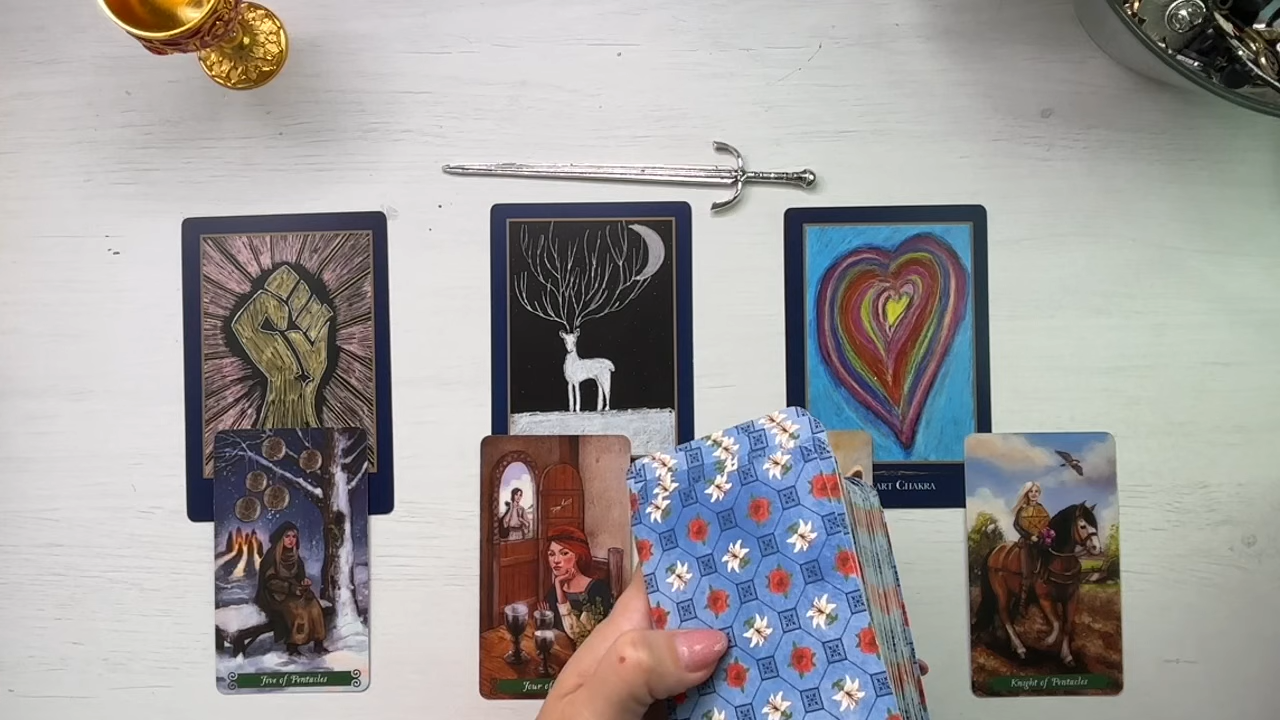 ART CHAKRA
Five of Pentacles
Four of
Knight of Pentacles